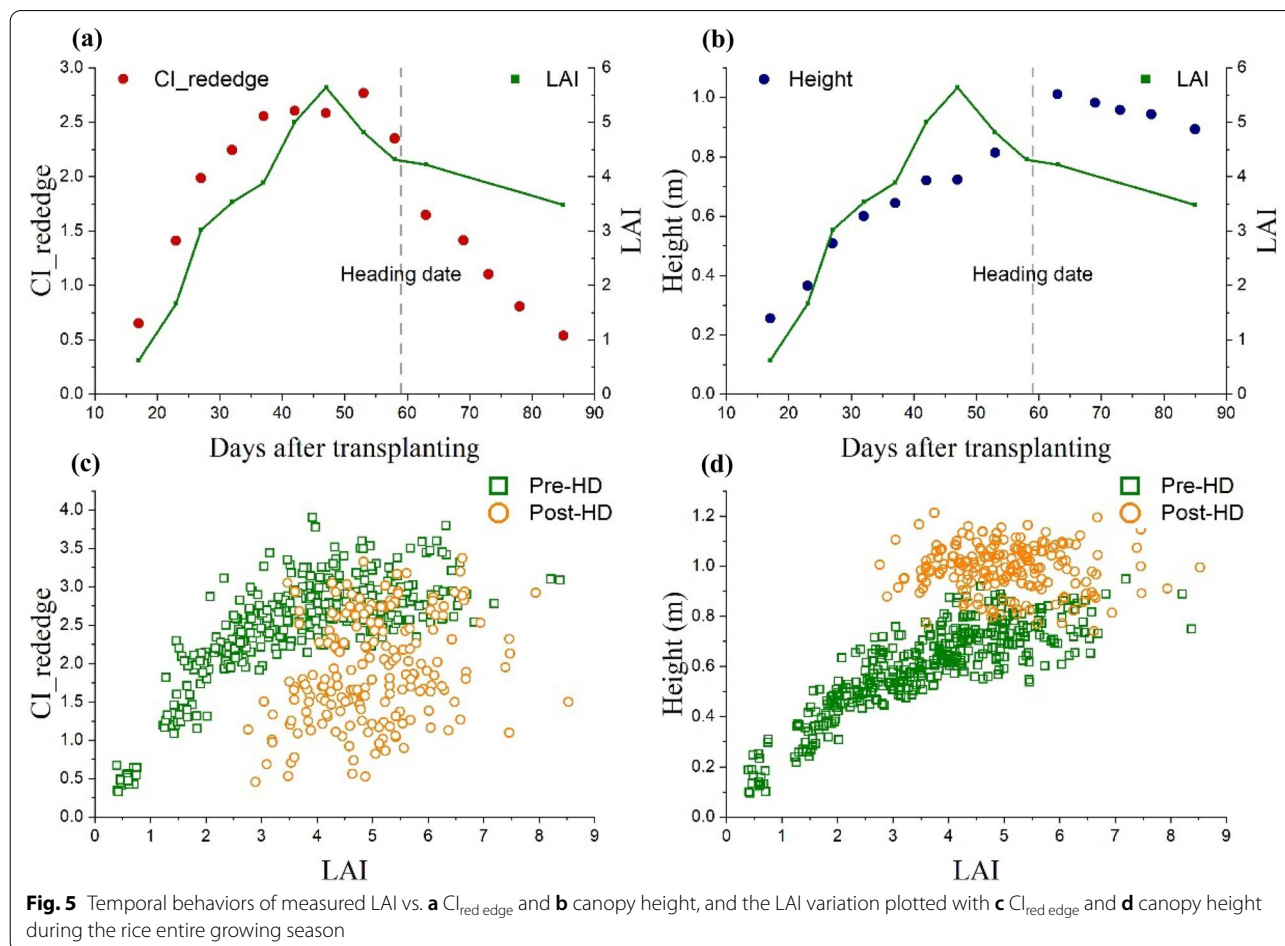 (a)
CI_rededge
LAI
3.0
2.5
2.0
1.5
1.0
0.5
0.0
CI_rededge
6
5
4
3
2
1
0
LAI
Heading date
10 20 30 40 50 60 70 80 90
Days after transplanting
(b)
Height
LAI
1.0
0.8
0.6
0.4
0.2
0.0
Height (m)
6
5
4
3
2
1
0
LAI
Heading date
10 20 30 40 50 60 70 80 90
Days after transplanting
(c)
Pre-HD
Post-HD
4.0
3.5
3.0
2.5
2.0
1.5
1.0
0.5
0.0
CI_rededge
0 1 2 3 4 5 6 7 8 9
LAI
(d)
Pre-HD
Post-HD
1.2
1.0
0.8
0.6
0.4
0.2
0.0
Height (m)
0 1 2 3 4 5 6 7 8 9
LAI
Fig. 5 Temporal behaviors of measured LAI vs. a CI red edge and b canopy height, and the LAI variation plotted with c CI red edge and d canopy height
during the rice entire growing season